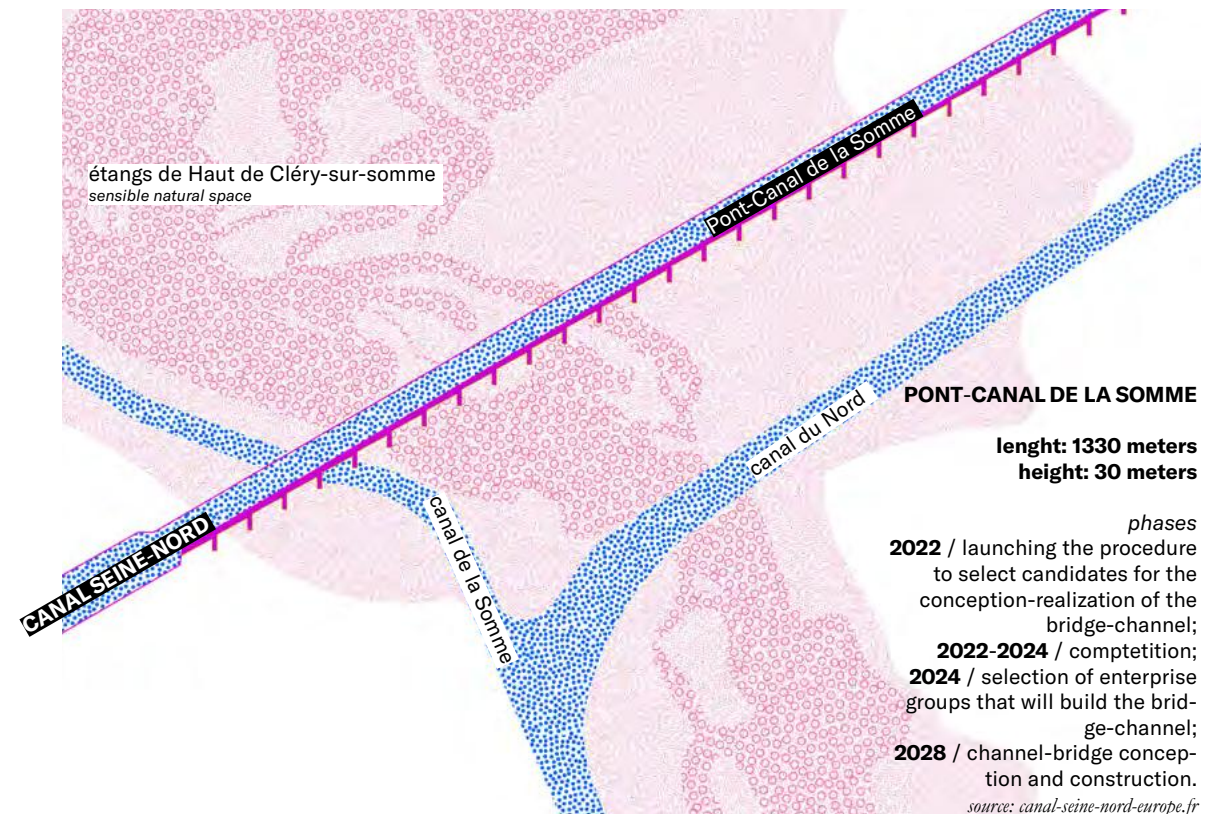 étangs de Haut de Cléry-sur-somme
sensible natural space
Pont-Canal de la Somme
canal du Nord
canal de la Somme
CANAL SEINE-NORD
PONT-CANAL DE LA SOMME
lenght: 1330 meters
height: 30 meters
phases
2022 / launching the procedure
to select candidates for the
conception-realization of the
bridge-channel;
2022-2024 / comptetition;
2024 / selection of enterprise
groups that will build the brid-
ge-channel;
2028 / channel-bridge concep-
tion and construction.
source: canal-seine-nord-europe.fr